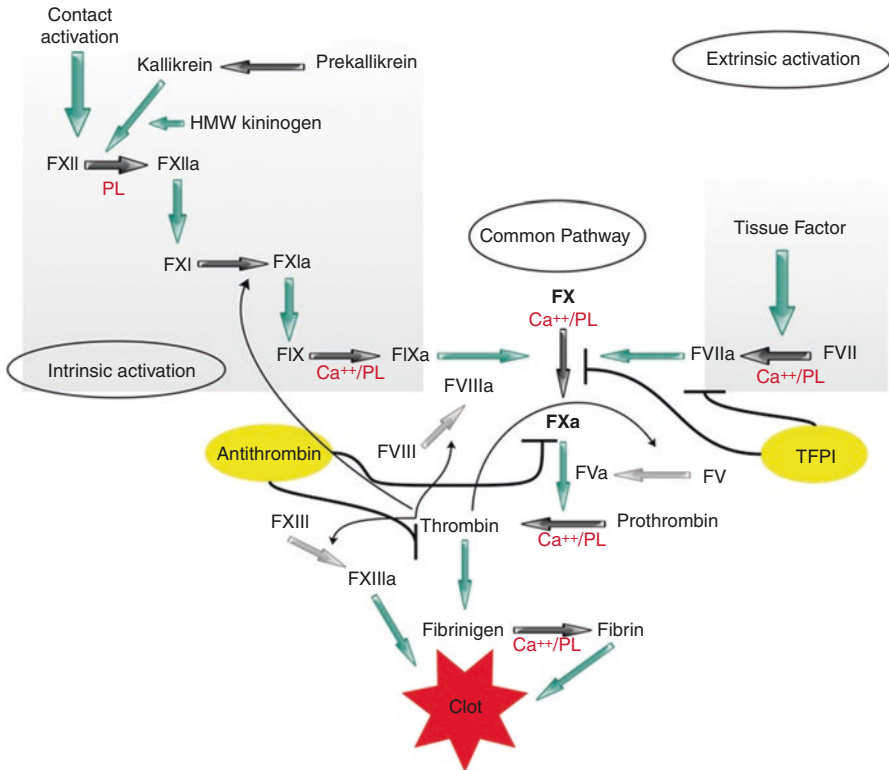 Contact
activation
Kallikrein
Prekallikrein
Extrinsic activation
HMW kininogen
FXII
FXIIa
PL
Tissue Factor
Common Pathway
FXI
FXIa
FX
Ca++/PL
FIX
FIXa
Ca++/PL
FVIIa
FVII
Ca++/PL
Intrinsic activation
FVIIIa
FXa
Antithrombin
FVIII
TFPI
FVa
FV
FXIII
Thrombin
Prothrombin
Ca++/PL
FXIIIa
Fibrinigen
Fibrin
Ca++/PL
Clot